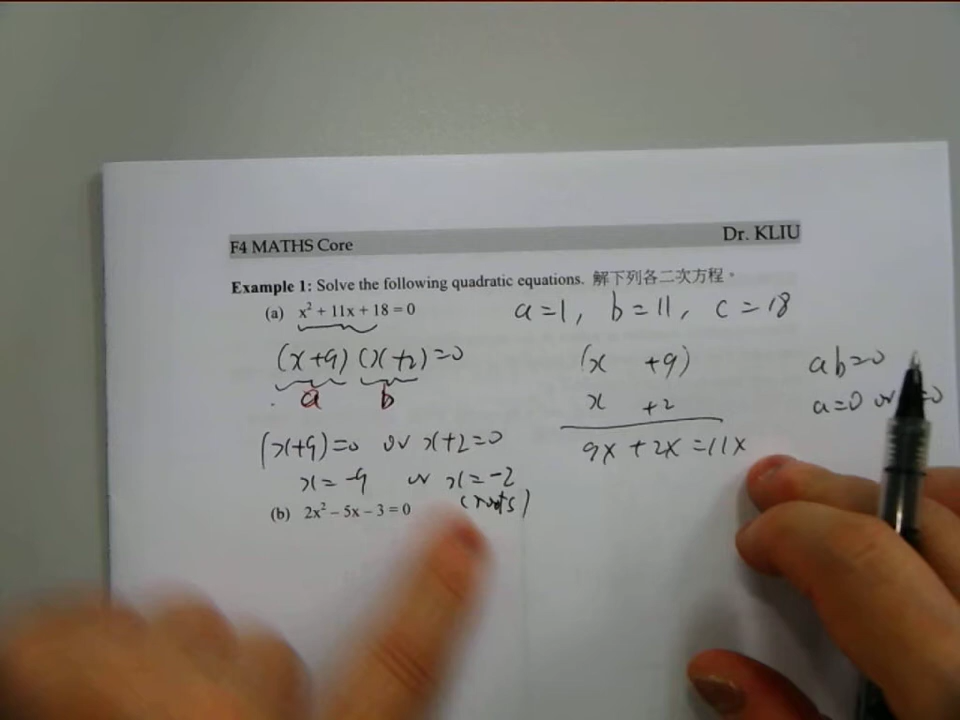 F4 MATHS Core Dr. KLIU
Example 1: Solve the following quadratic equations. 解下列各二次方程。
(a) x² + 11x + 18 = 0
a=1, b=11, c=18
(x+9)(x+2)=0
a b
(x+9)=0 or x+2=0
x=-9 or x=-2
(roots)
(x +9)
x +2
9x +2x =11x
ab=0
a=0 or =0
(b) 2x² – 5x – 3 = 0